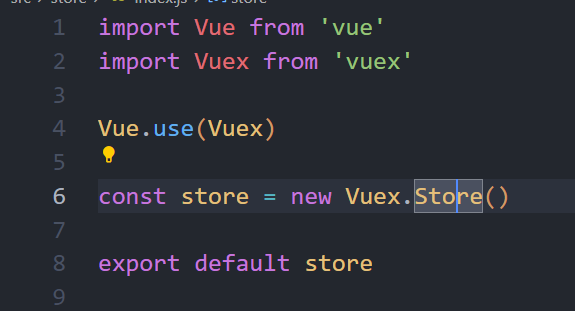 src > store > index.js > store
1 import Vue from 'vue'
2 import Vuex from 'vuex'
3
4 Vue.use(Vuex)
5
6 const store = new Vuex.Store()
7
8 export default store
9